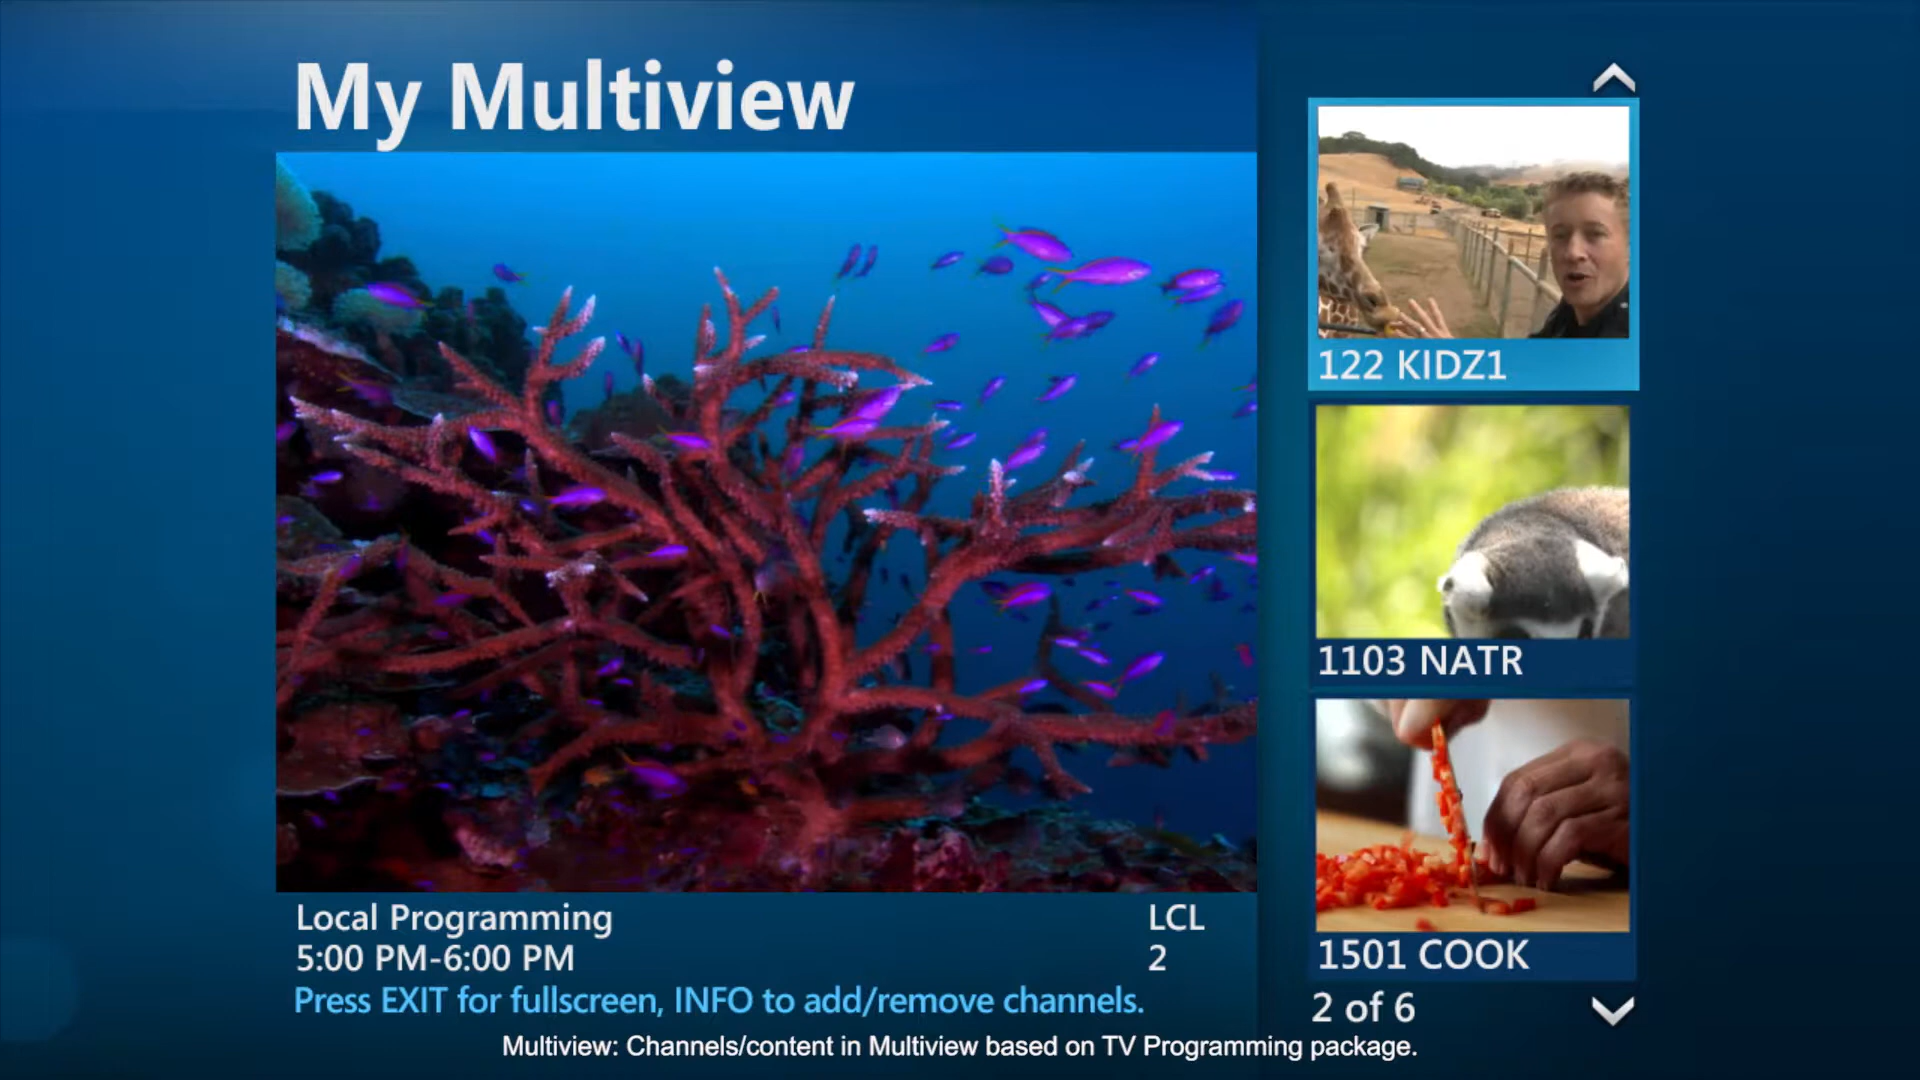 My Multiview
122 KIDZ1
1103 NATR
1501 COOK
2 of 6
Local Programming
LCL
5:00 PM-6:00 PM
2
Press EXIT for fullscreen, INFO to add/remove channels.
Multiview: Channels/content in Multiview based on TV Programming package.